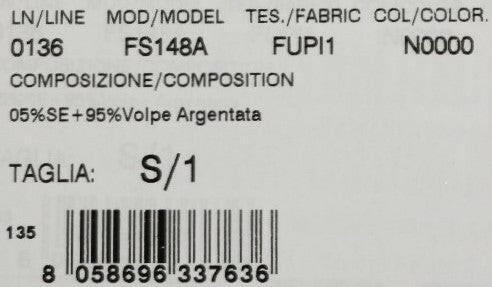 LN/LINE MOD/MODEL TES./FABRIC COL/COLOR.
0136 FS148A FUPI1 N0000
COMPOSIZIONE/COMPOSITION
05%SE+95%Volpe Argentata
TAGLIA: S/1
135
8 058696 337636